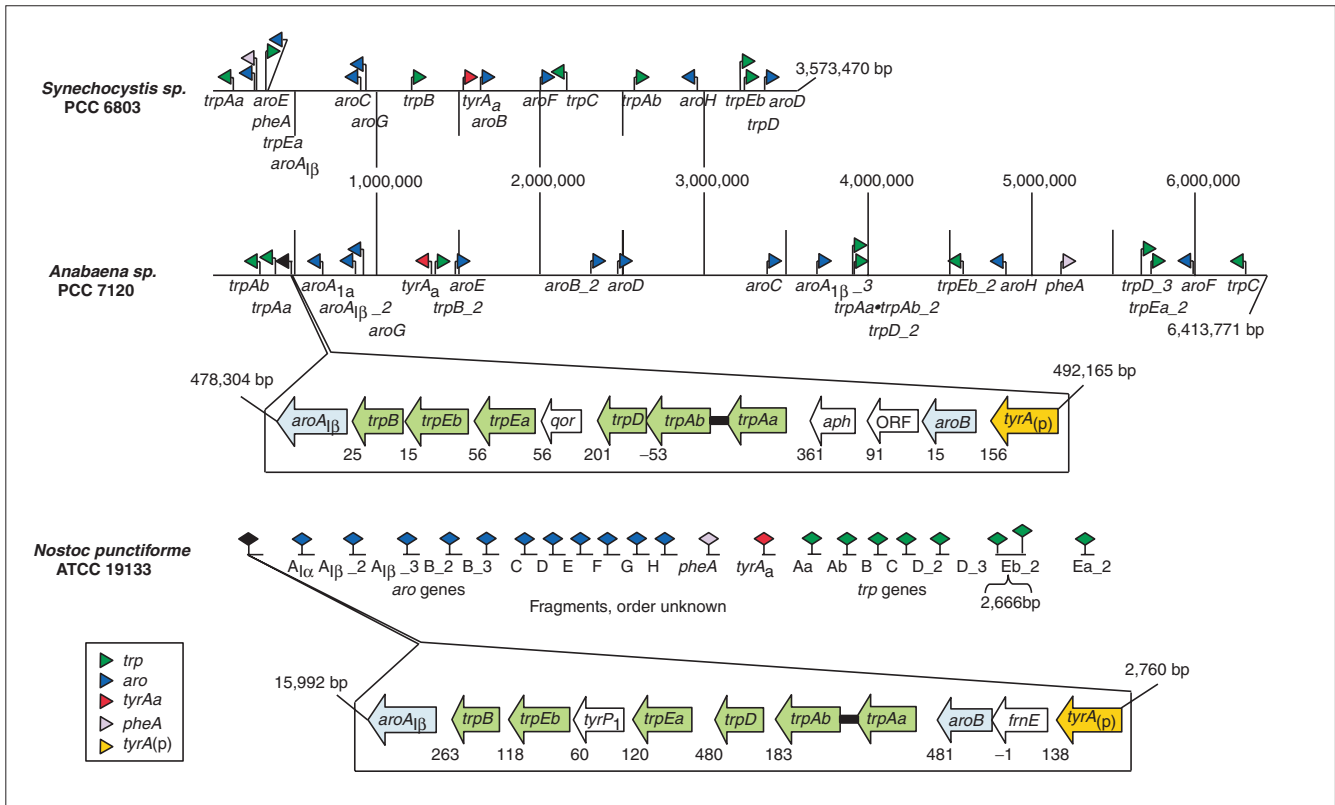 Synechocystis sp.
PCC 6803
3,573,470 bp
trpAa aroE aroC trpB tyrAa aroF trpC trpAb aroH trpEb aroD
pheA aroG aroB trpD
trpEa
aroAIβ
1,000,000 2,000,000 3,000,000 4,000,000 5,000,000 6,000,000
Anabaena sp.
PCC 7120
trpAb aroA1a tyrAa aroE aroB_2 aroD aroC aroA1β_3 trpEb_2 aroH pheA trpD_3 aroF trpC
trpAa aroAIβ_2 trpB_2 trpAa•trpAb_2 trpEa_2
aroG trpD_2 6,413,771 bp
478,304 bp 492,165 bp
aroAIβ trpB trpEb trpEa qor trpD trpAb trpAa aph ORF aroB tyrA(p)
25 15 56 56 201 –53 361 91 15 156
Nostoc punctiforme
ATCC 19133
AIα AIβ_2 AIβ_3 B_2 B_3 C D E F G H pheA tyrAa Aa Ab B C D_2 D_3 Eb_2 Ea_2
aro genes trp genes
Fragments, order unknown 2,666bp
trp
aro
tyrAa
pheA
tyrA(p)
15,992 bp 2,760 bp
aroAIβ trpB trpEb tyrP1 trpEa trpD trpAb trpAa aroB frnE tyrA(p)
263 118 60 120 480 183 481 –1 138